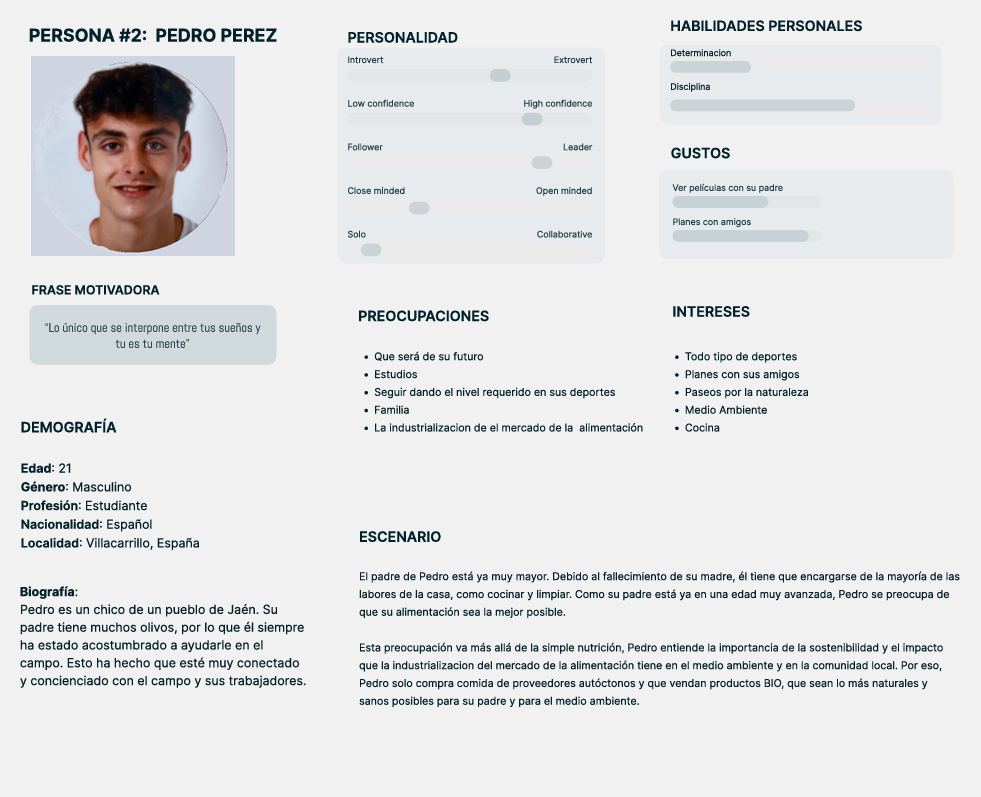 PERSONA #2:  PEDRO PEREZ
FRASE MOTIVADORA
“Lo único que se interpone entre tus sueños y
tu es tu mente”
DEMOGRAFÍA
Edad: 21
Género: Masculino
Profesión: Estudiante
Nacionalidad: Español
Localidad: Villacarrillo, España
Biografía:
Pedro es un chico de un pueblo de Jaén. Su
padre tiene muchos olivos, por lo que él siempre
ha estado acostumbrado a ayudarle en el
campo. Esto ha hecho que esté muy conectado
y concienciado con el campo y sus trabajadores.
PERSONALIDAD
Introvert Extrovert
Low confidence High confidence
Follower Leader
Close minded Open minded
Solo Collaborative
HABILIDADES PERSONALES
Determinacion
Disciplina
GUSTOS
Ver películas con su padre
Planes con amigos
PREOCUPACIONES
• Que será de su futuro
• Estudios
• Seguir dando el nivel requerido en sus deportes
• Familia
• La industrializacion de el mercado de la  alimentación
INTERESES
• Todo tipo de deportes
• Planes con sus amigos
• Paseos por la naturaleza
• Medio Ambiente
• Cocina
ESCENARIO
El padre de Pedro está ya muy mayor. Debido al fallecimiento de su madre, él tiene que encargarse de la mayoría de las
labores de la casa, como cocinar y limpiar. Como su padre está ya en una edad muy avanzada, Pedro se preocupa de
que su alimentación sea la mejor posible.
Esta preocupación va más allá de la simple nutrición, Pedro entiende la importancia de la sostenibilidad y el impacto
que la industrializacion del mercado de la alimentación tiene en el medio ambiente y en la comunidad local. Por eso,
Pedro solo compra comida de proveedores autóctonos y que vendan productos BIO, que sean lo más naturales y
sanos posibles para su padre y para el medio ambiente.